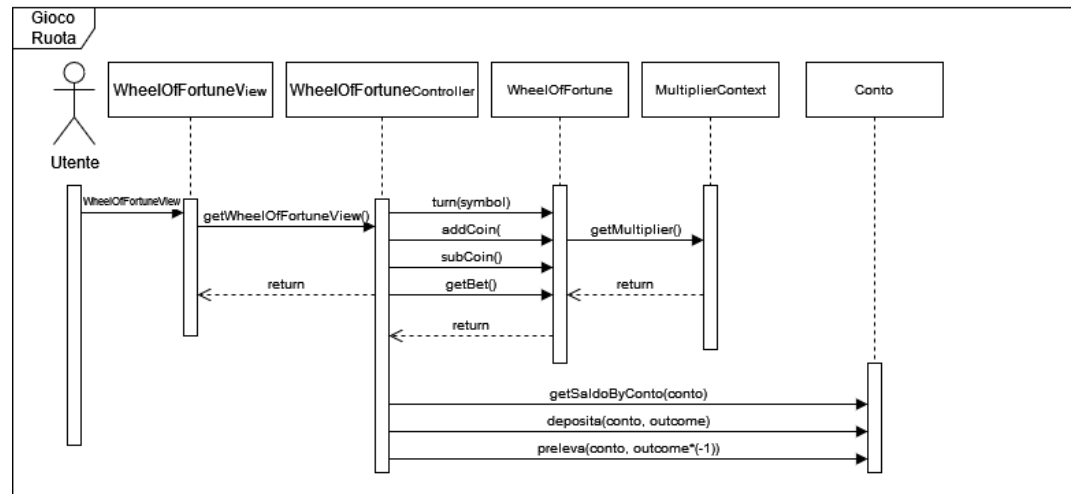 Gioco
Ruota
WheelOfFortuneView
WheelOfFortuneController
WheelOfFortune
MultiplierContext
Conto
Utente
WheelOfFortuneView
turn(symbol)
getWheelOfFortuneView()
addCoin(
getMultiplier()
subCoin()
return
getBet()
return
return
getSaldoByConto(conto)
deposita(conto, outcome)
preleva(conto, outcome*(-1))